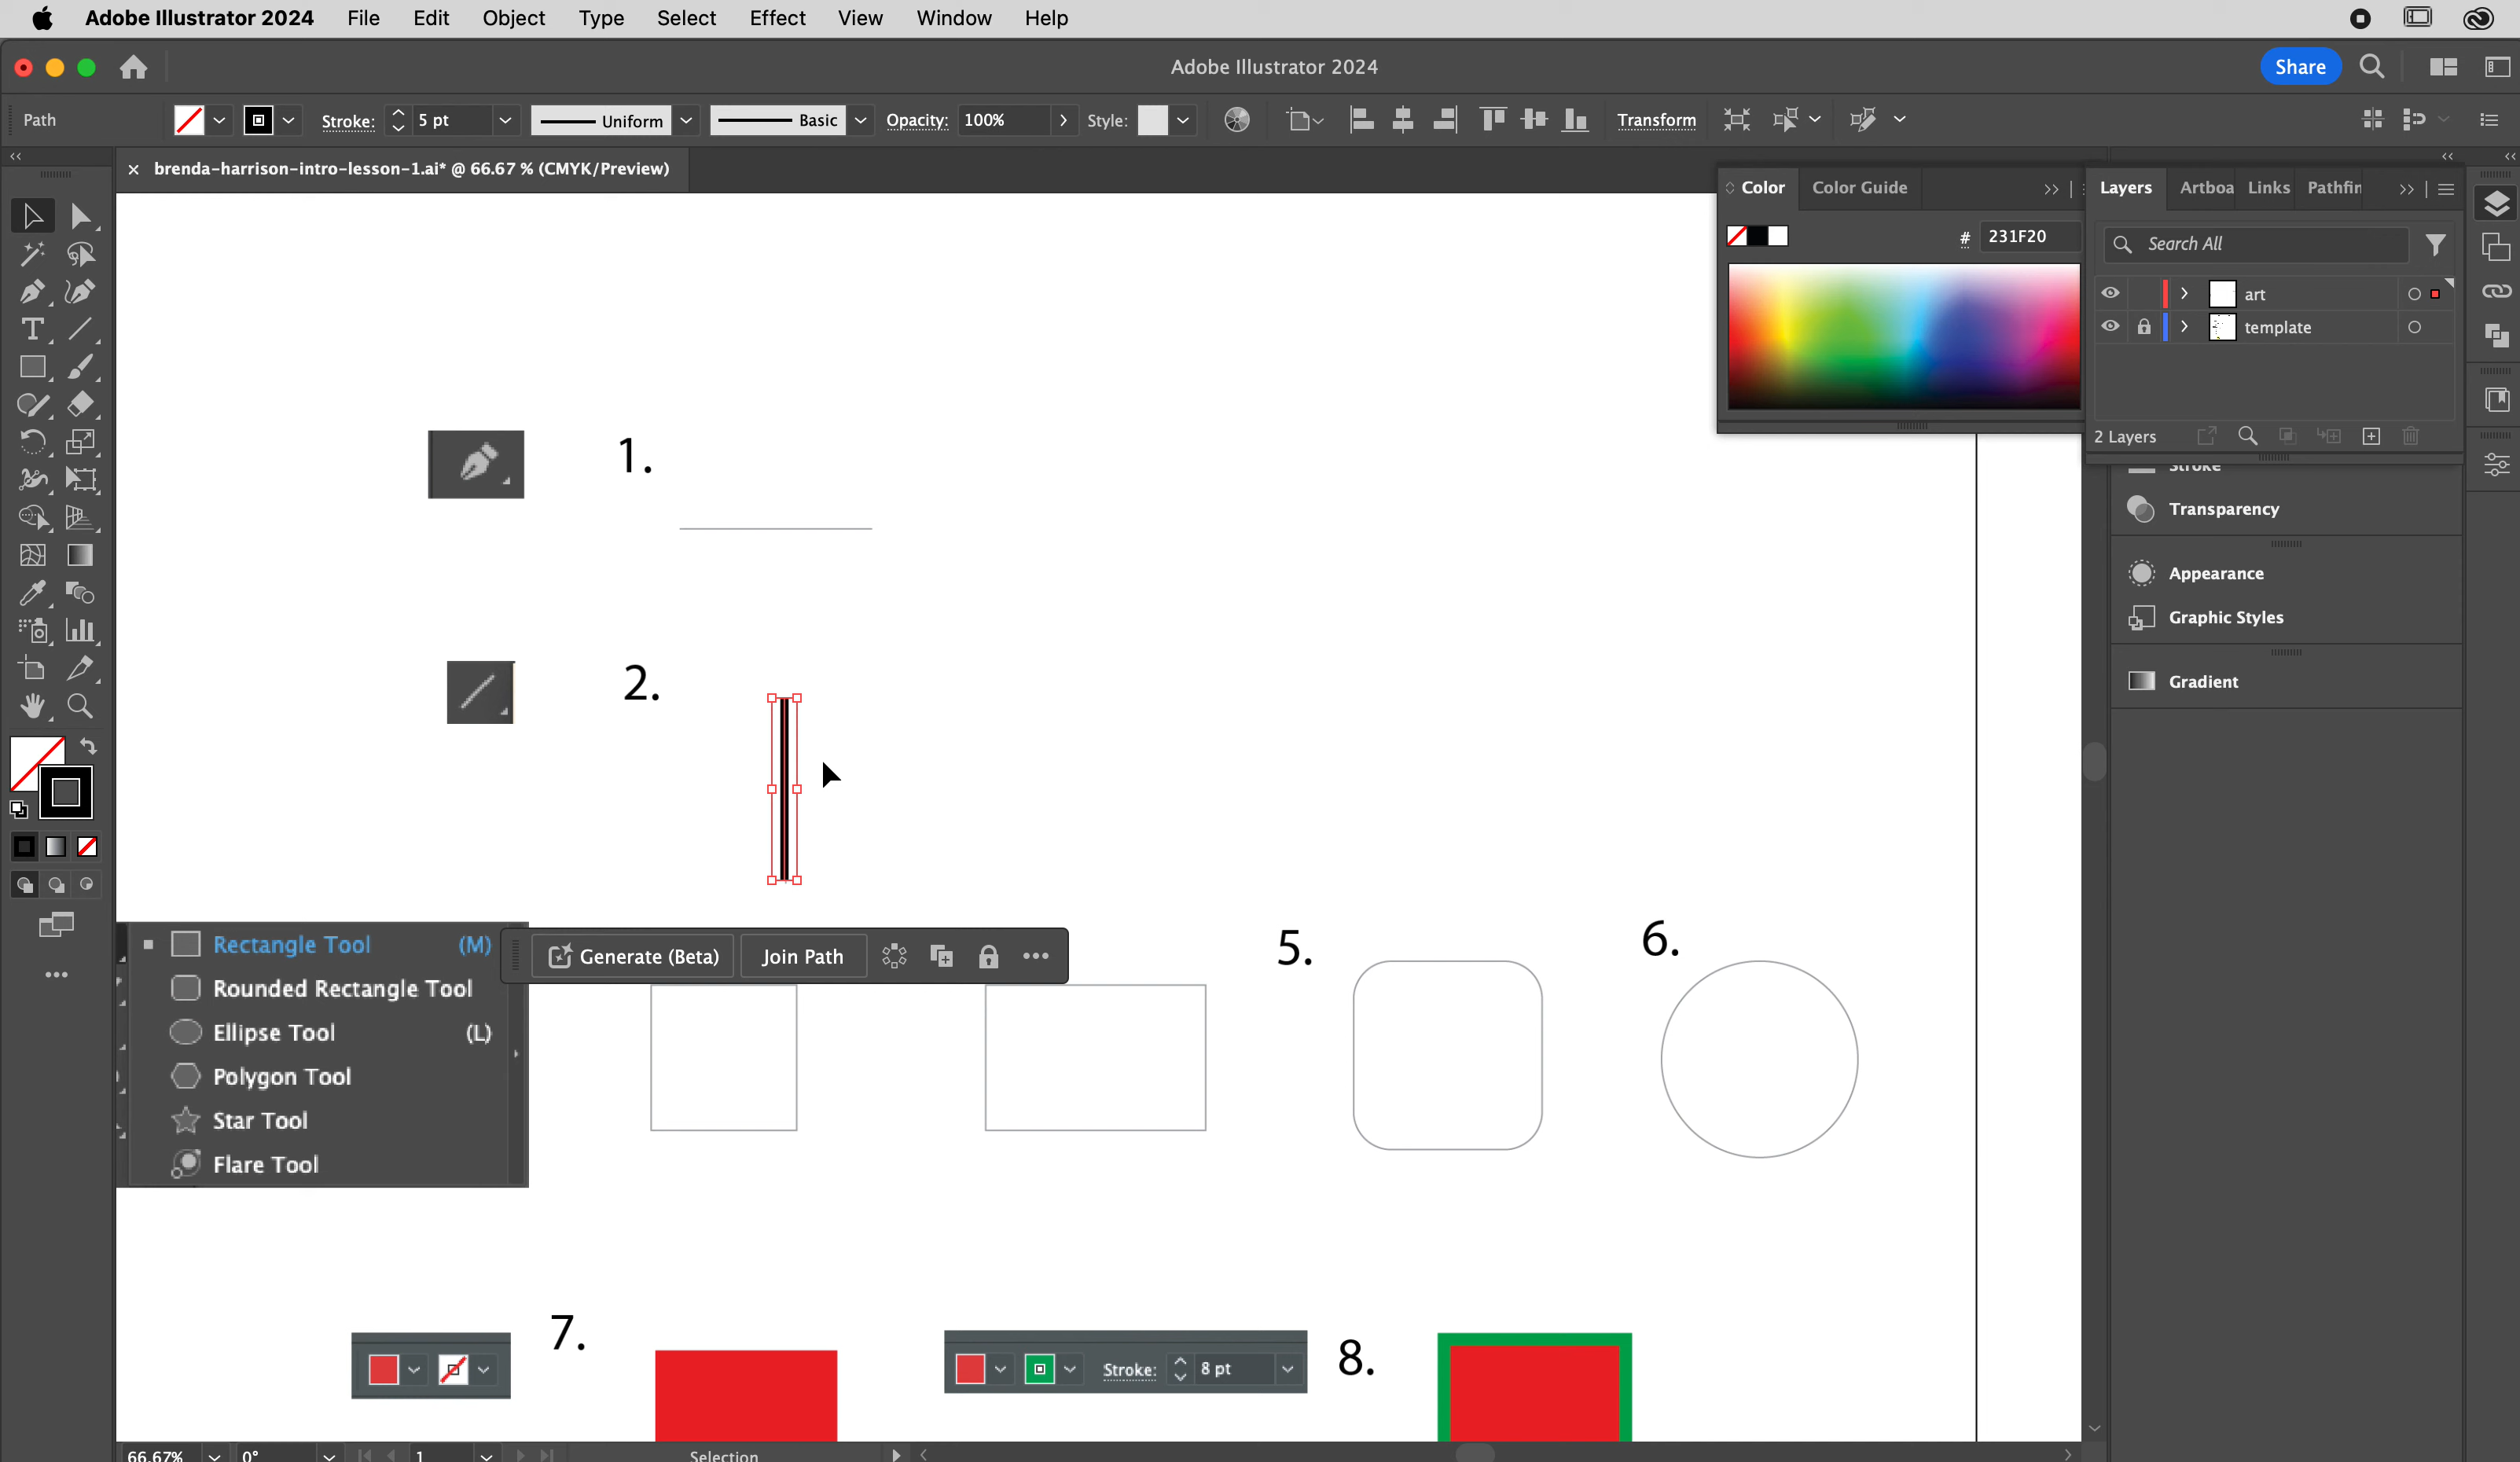 Adobe Illustrator 2024 File Edit Object Type Select Effect View Window Help
Adobe Illustrator 2024
Share
Path
Stroke: 5 pt
Uniform
Basic
Opacity: 100%
Style:
Transform
brenda-harrison-intro-lesson-1.ai* @ 66.67 % (CMYK/Preview)
Color Color Guide
# 231F20
Layers Artboa Links Pathfin
Search All
art
template
2 Layers
Stroke
Transparency
Appearance
Graphic Styles
Gradient
1.
2.
Rectangle Tool (M)
Rounded Rectangle Tool
Ellipse Tool (L)
Polygon Tool
Star Tool
Flare Tool
Generate (Beta) Join Path
5.
6.
7.
Stroke: 8 pt
8.
66.67% 0° 1 Selection